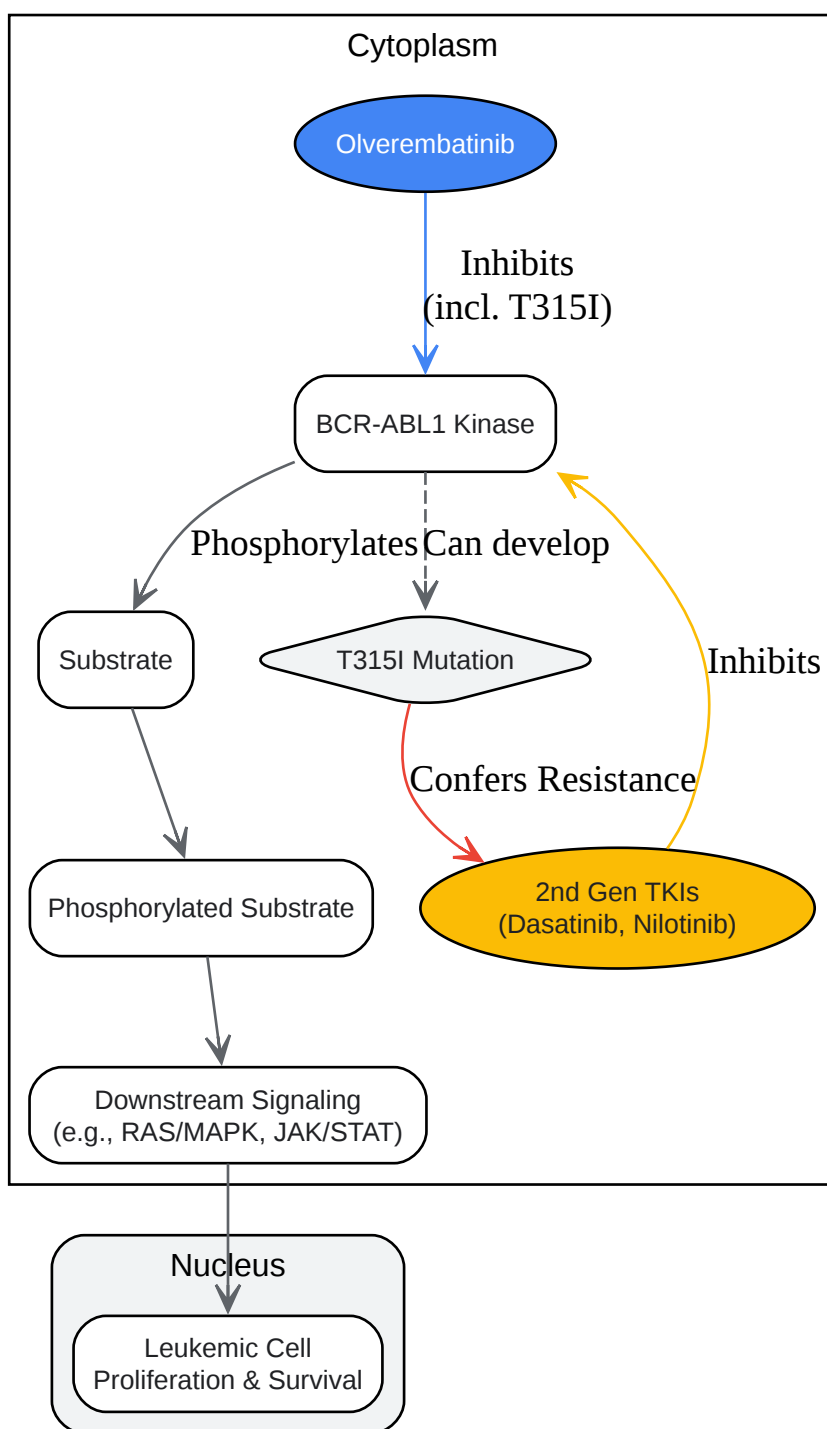 Cytoplasm
Olverembatinib
Inhibits
(incl. T315I)
BCR-ABL1 Kinase
Phosphorylates
Can develop
Substrate
T315I Mutation
Inhibits
Confers Resistance
Phosphorylated Substrate
2nd Gen TKIs
(Dasatinib, Nilotinib)
Downstream Signaling
(e.g., RAS/MAPK, JAK/STAT)
Nucleus
Leukemic Cell
Proliferation & Survival